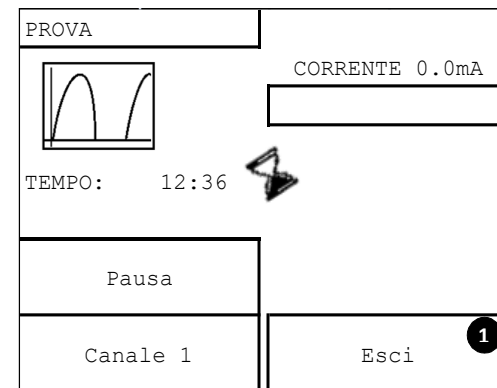 PROVA
CORRENTE 0.0mA
TEMPO: 12:36
Pausa
Canale 1
Esci
1